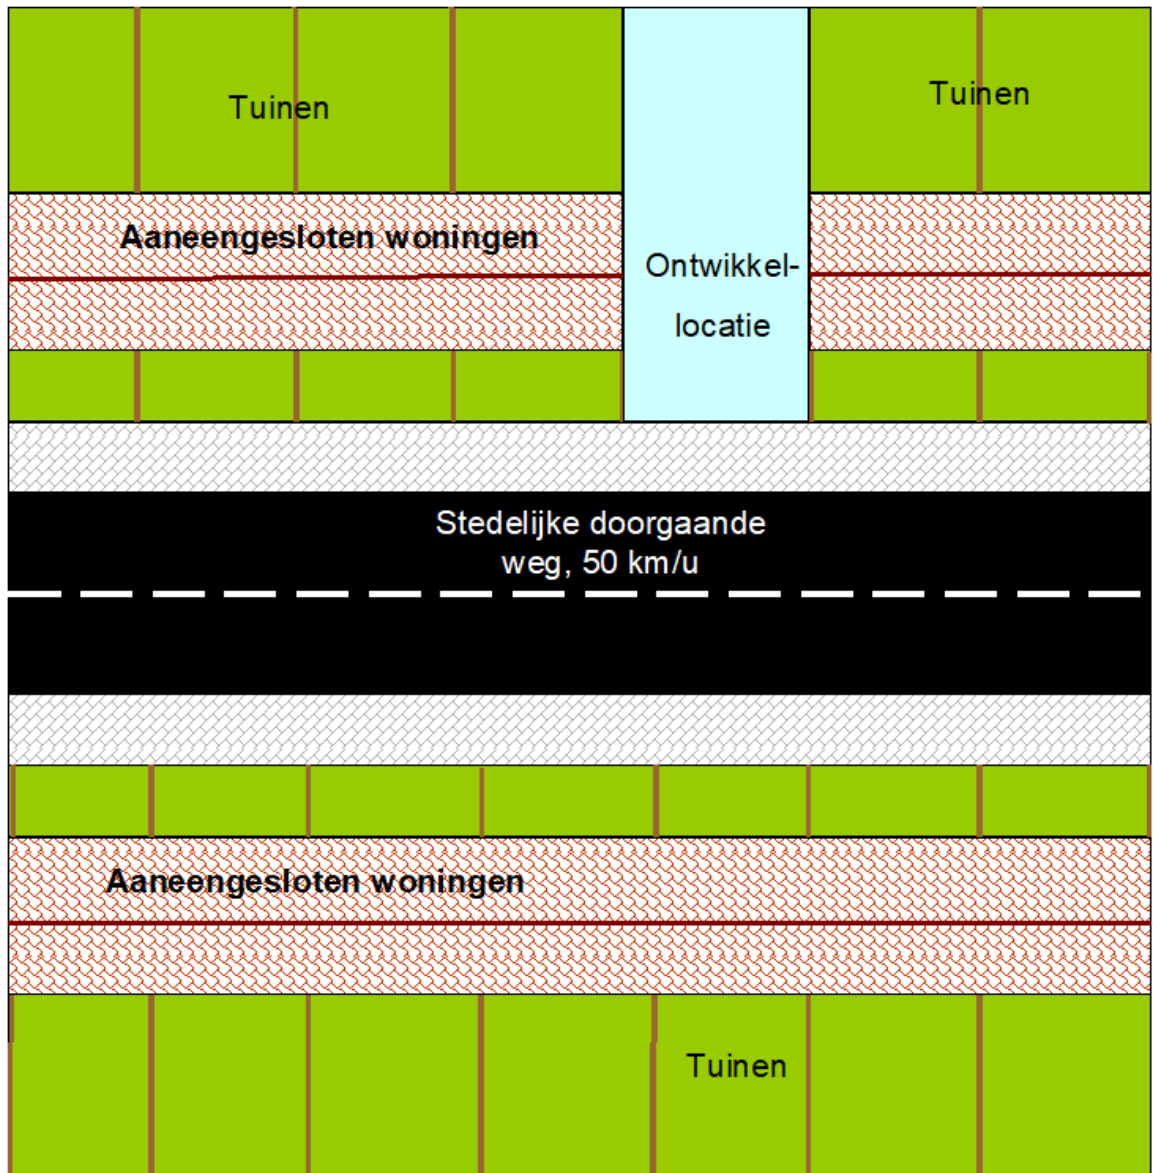 Tuinen
Tuinen
Aaneengesloten woningen
Ontwikkel-
locatie
Stedelijke doorgaande
weg, 50 km/u
Aaneengesloten woningen
Tuinen